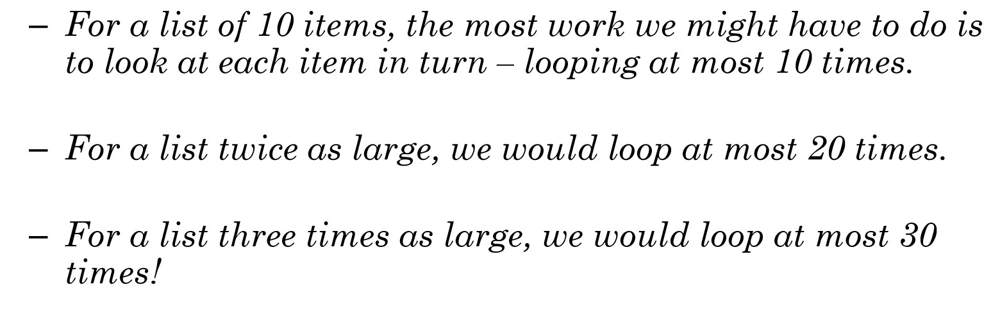 – For a list of 10 items, the most work we might have to do is
to look at each item in turn – looping at most 10 times.
– For a list twice as large, we would loop at most 20 times.
– For a list three times as large, we would loop at most 30
times!